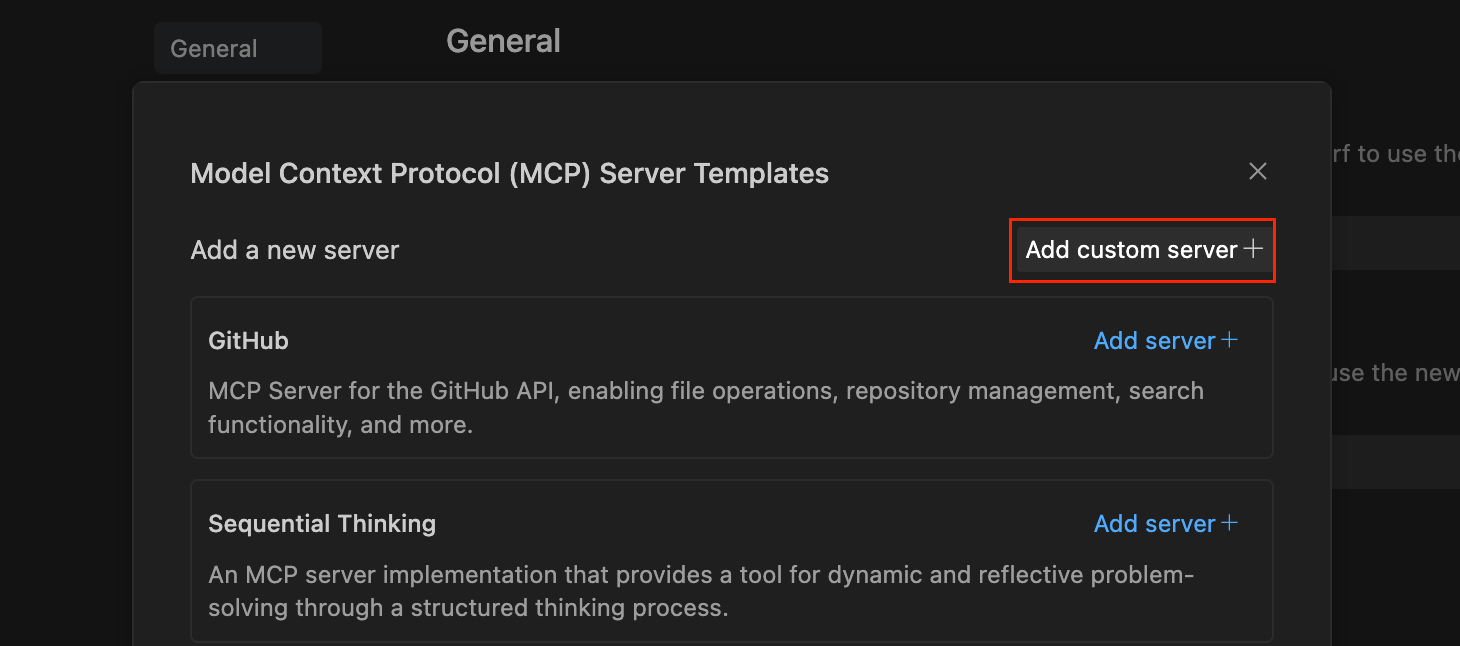 General
General
Model Context Protocol (MCP) Server Templates
Add a new server
Add custom server
GitHub
Add server
MCP Server for the GitHub API, enabling file operations, repository management, search
functionality, and more.
Sequential Thinking
Add server
An MCP server implementation that provides a tool for dynamic and reflective problem-
solving through a structured thinking process.
to use
the new